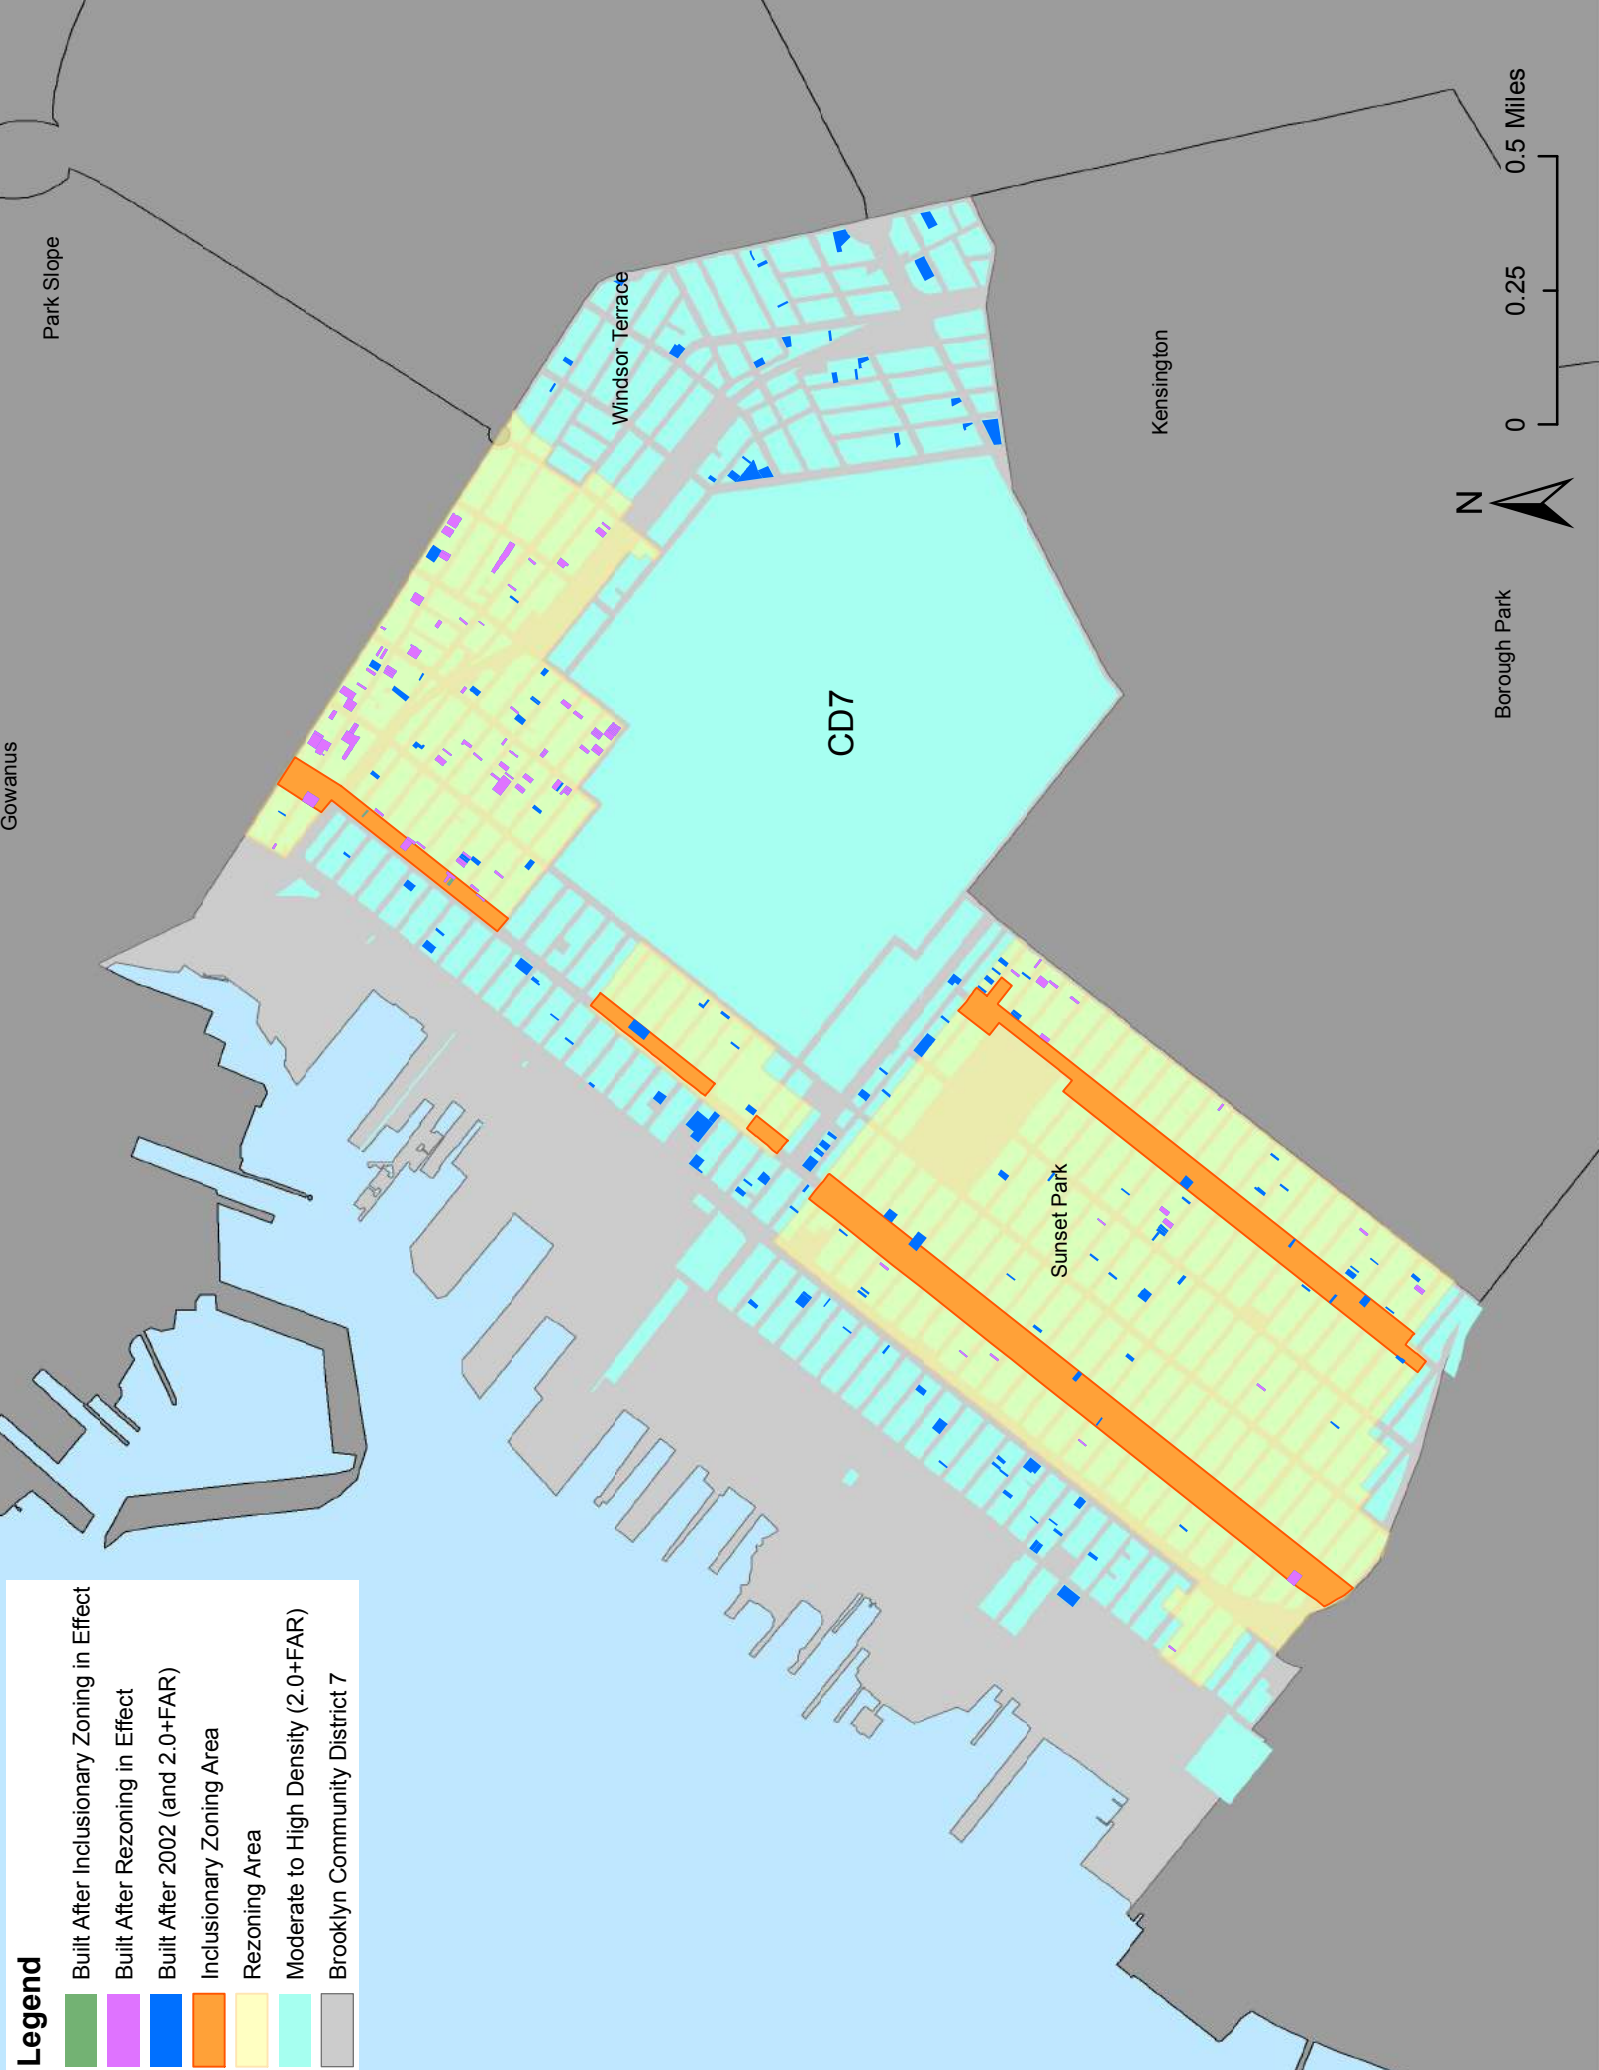 Legend
Built After Inclusionary Zoning in Effect
Built After Rezoning in Effect
Built After 2002 (and 2.0+FAR)
Inclusionary Zoning Area
Rezoning Area
Moderate to High Density (2.0+FAR)
Brooklyn Community District 7
Gowanus
Park Slope
Windsor Terrace
CD7
Sunset Park
Kensington
Borough Park
N
0 0.25 0.5 Miles